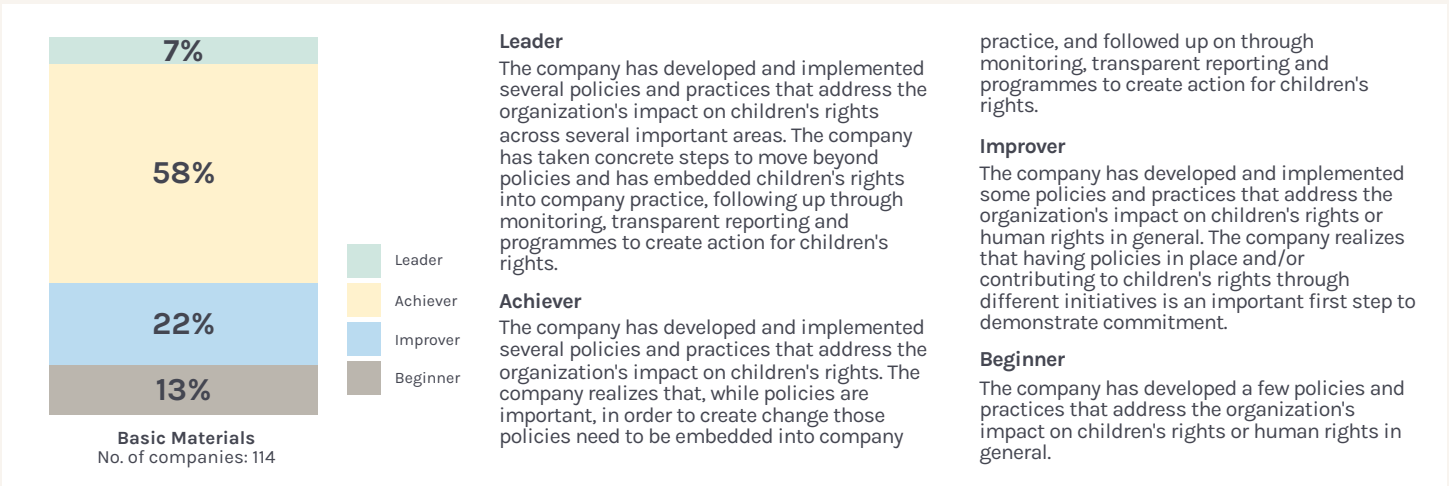 7%
58%
22%
13%
Basic Materials
No. of companies: 114
Leader
Achiever
Improver
Beginner
Leader
The company has developed and implemented
several policies and practices that address the
organization's impact on children's rights
across several important areas. The company
has taken concrete steps to move beyond
policies and has embedded children's rights
into company practice, following up through
monitoring, transparent reporting and
programmes to create action for children's
rights.
Achiever
The company has developed and implemented
several policies and practices that address the
organization's impact on children's rights. The
company realizes that, while policies are
important, in order to create change those
policies need to be embedded into company
practice, and followed up on through
monitoring, transparent reporting and
programmes to create action for children's
rights.
Improver
The company has developed and implemented
some policies and practices that address the
organization's impact on children's rights or
human rights in general. The company realizes
that having policies in place and/or
contributing to children's rights through
different initiatives is an important first step to
demonstrate commitment.
Beginner
The company has developed a few policies and
practices that address the organization's
impact on children's rights or human rights in
general.